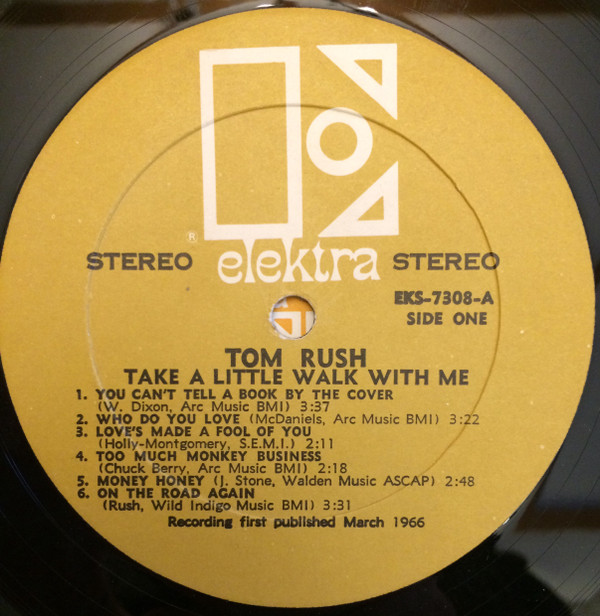 ®
elektra
STEREO STEREO
EKS-7308-A
SIDE ONE
TOM RUSH
TAKE A LITTLE WALK WITH ME
1. YOU CAN'T TELL A BOOK BY THE COVER
(W. Dixon, Arc Music BMI) 3:37
2. WHO DO YOU LOVE (McDaniels, Arc Music BMI) 3:22
3. LOVE'S MADE A FOOL OF YOU
(Holly-Montgomery, S.E.M.I.) 2:11
4. TOO MUCH MONKEY BUSINESS
(Chuck Berry, Arc Music BMI) 2:18
5. MONEY HONEY (J. Stone, Walden Music ASCAP) 2:48
6. ON THE ROAD AGAIN
(Rush, Wild Indigo Music BMI) 3:31
Recording first published March 1966